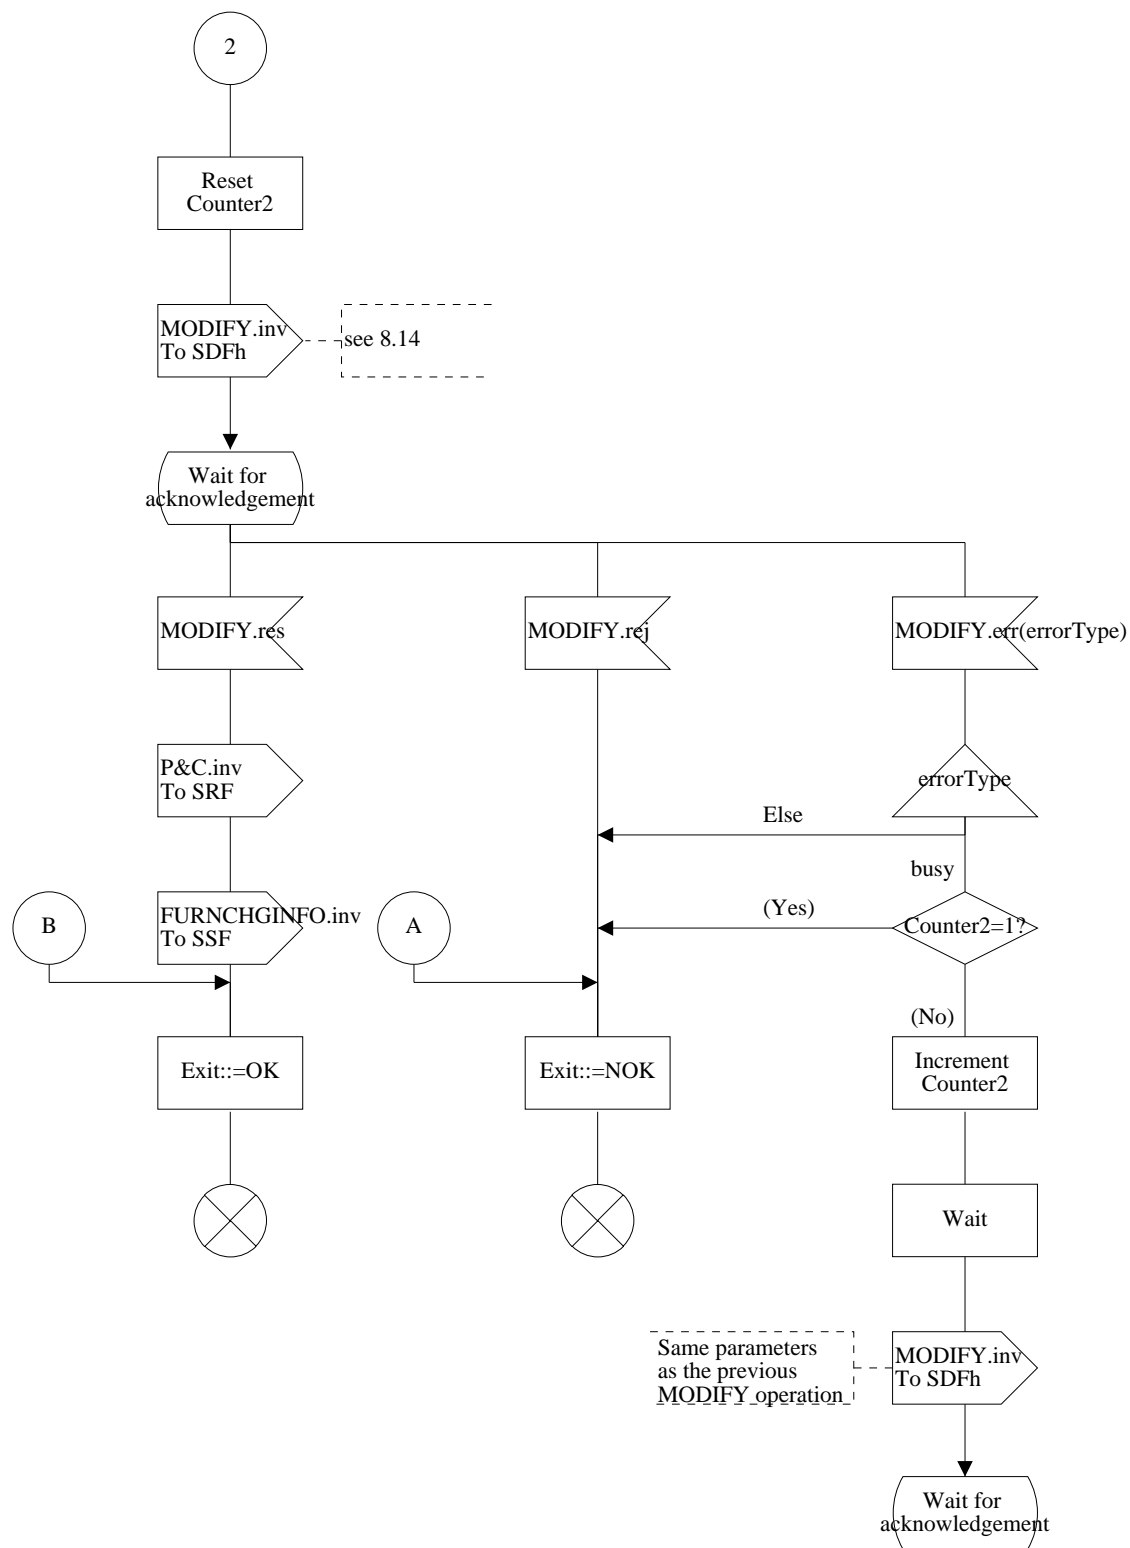 2
Reset
Counter2
MODIFY.inv
To SDFh
see 8.14
Wait for
acknowledgement
MODIFY.res
MODIFY.rej
MODIFY.err(errorType)
P&C.inv
To SRF
errorType
Else
busy
B
FURNCHGINFO.inv
To SSF
A
(Yes)
Counter2=1?
(No)
Exit::=OK
Exit::=NOK
Increment
Counter2
Wait
Same parameters
as the previous
MODIFY operation
MODIFY.inv
To SDFh
Wait for
acknowledgement